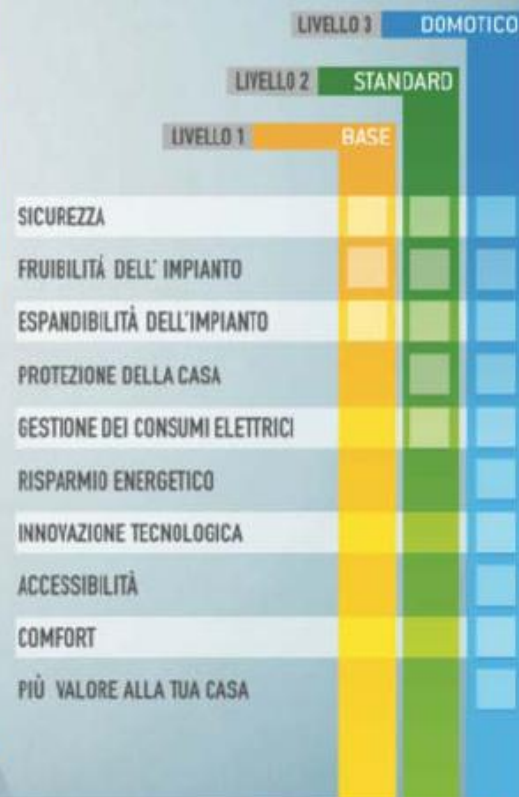 LIVELLO 3 DOMOTICO
LIVELLO 2 STANDARD
LIVELLO 1 BASE
SICUREZZA
FRUIBILITÁ DELL' IMPIANTO
ESPANDIBILITÀ DELL'IMPIANTO
PROTEZIONE DELLA CASA
GESTIONE DEI CONSUMI ELETTRICI
RISPARMIO ENERGETICO
INNOVAZIONE TECNOLOGICA
ACCESSIBILITÀ
COMFORT
PIÙ VALORE ALLA TUA CASA